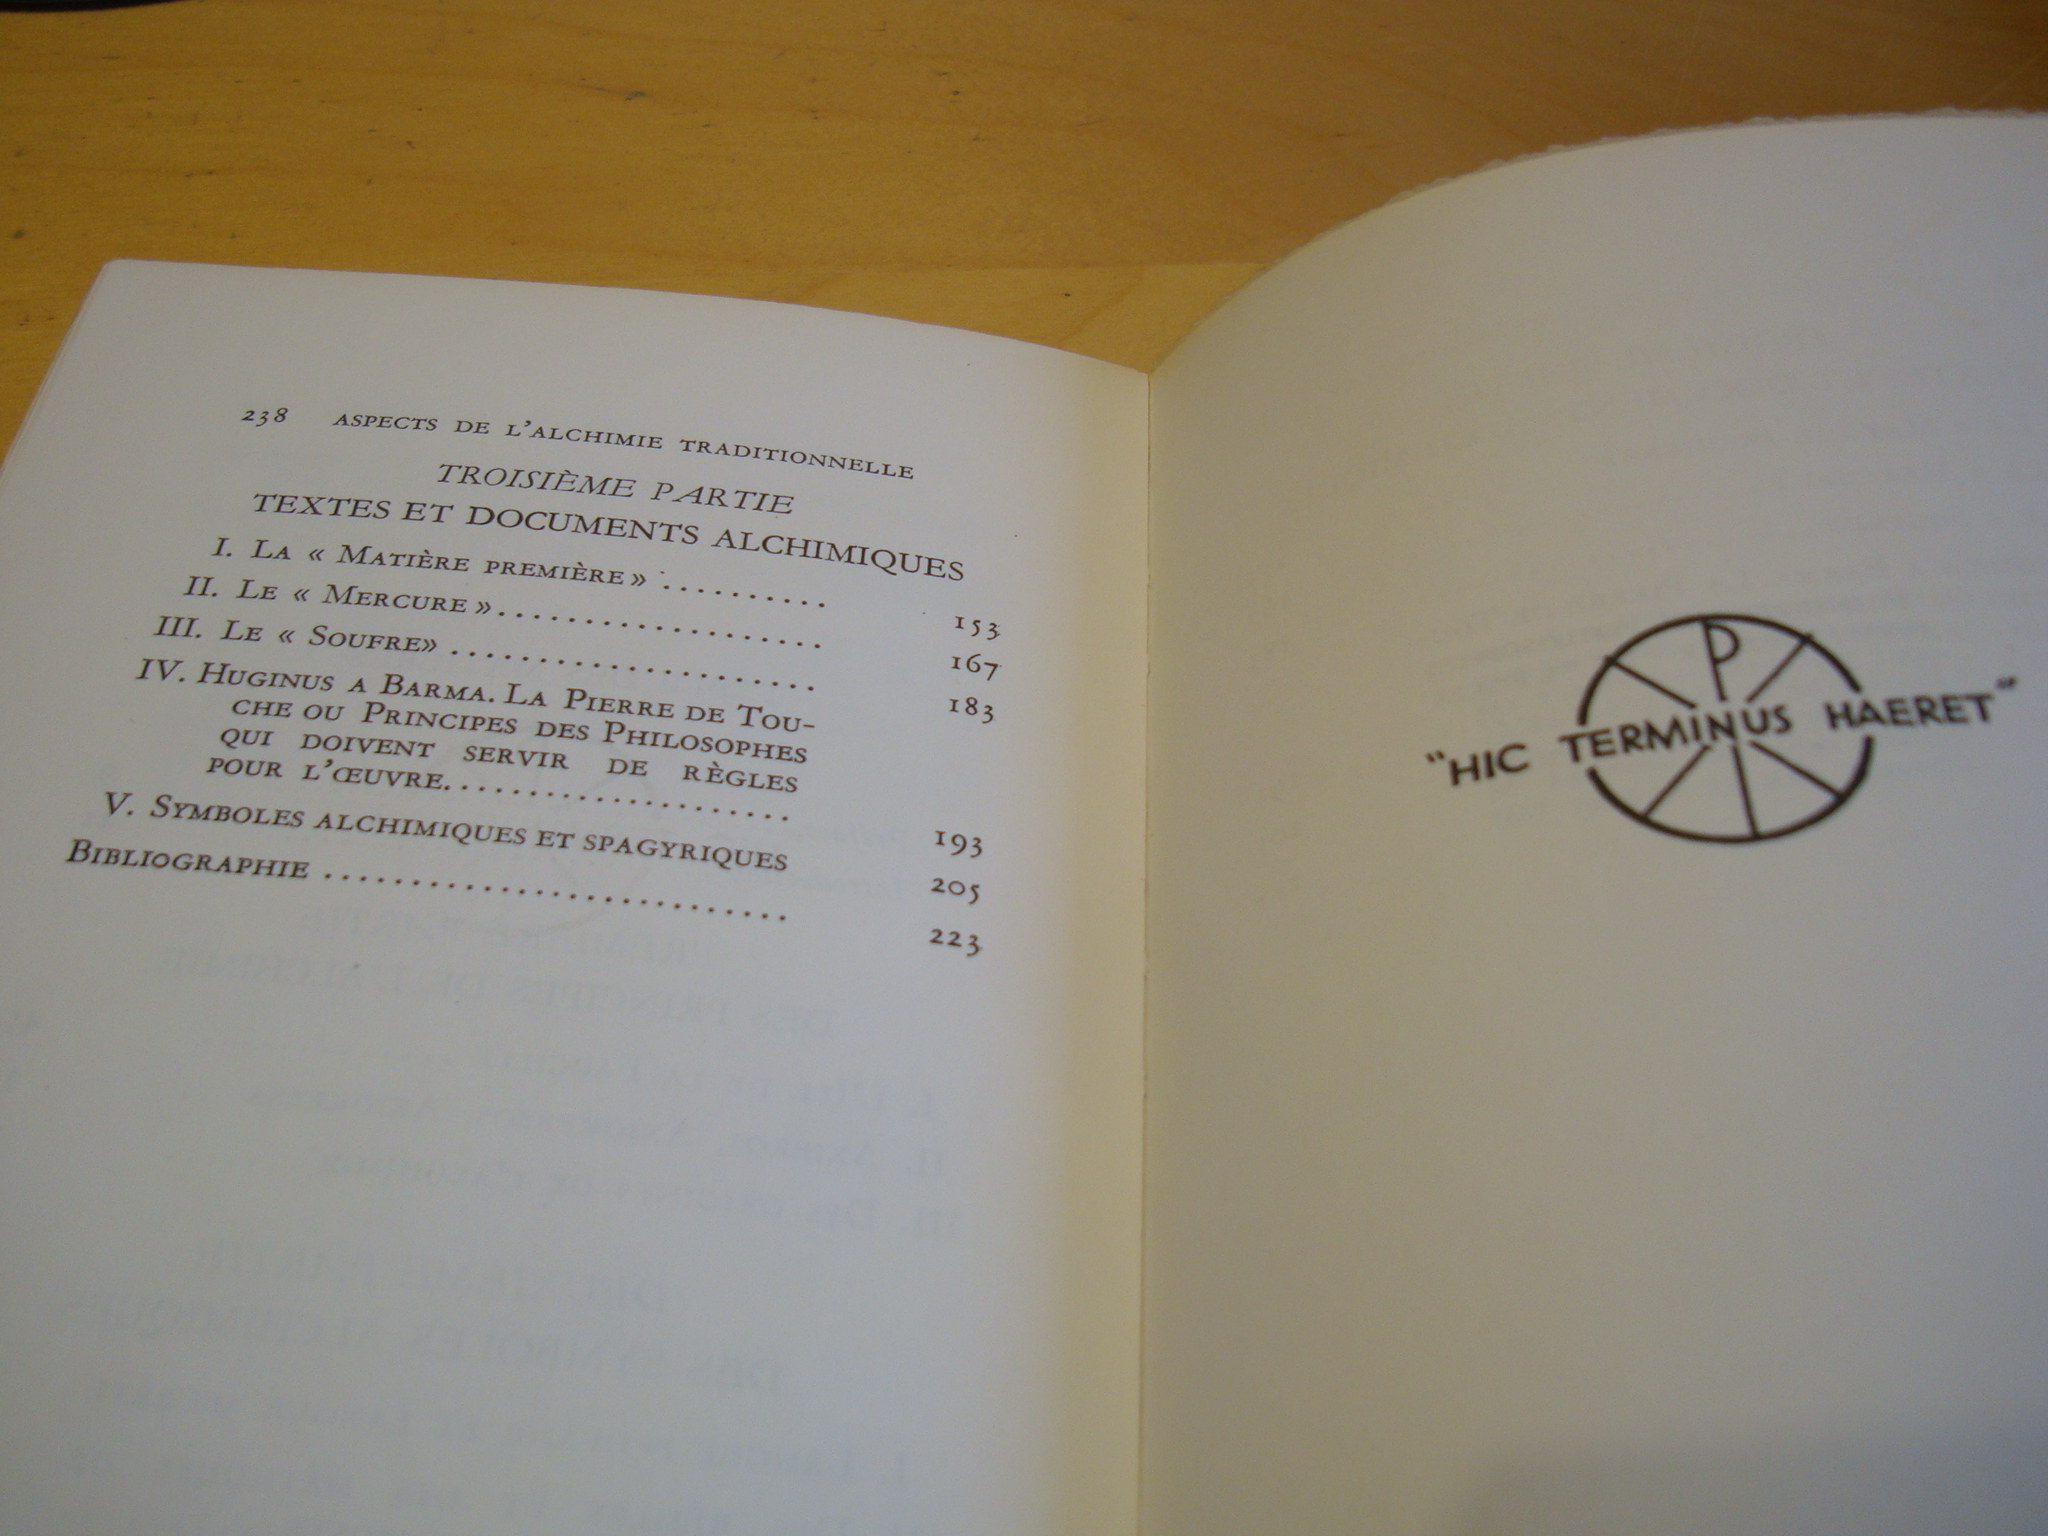 238 ASPECTS DE L'ALCHIMIE TRADITIONNELLE
TROISIÈME PARTIE
TEXTES ET DOCUMENTS ALCHIMIQUES
I. LA « MATIÈRE PREMIÈRE » .......... 153
II. LE « MERCURE » .................... 167
III. LE « SOUFRE» ...................... 183
IV. HUGINUS A BARMA. LA PIERRE DE TOU-
CHE OU PRINCIPES DES PHILOSOPHES
QUI DOIVENT SERVIR DE RÈGLES
POUR L'ŒUVRE..................... 193
V. SYMBOLES ALCHIMIQUES ET SPAGYRIQUES 205
BIBLIOGRAPHIE ........................... 223
P
"HIC TERMINUS HAERET"